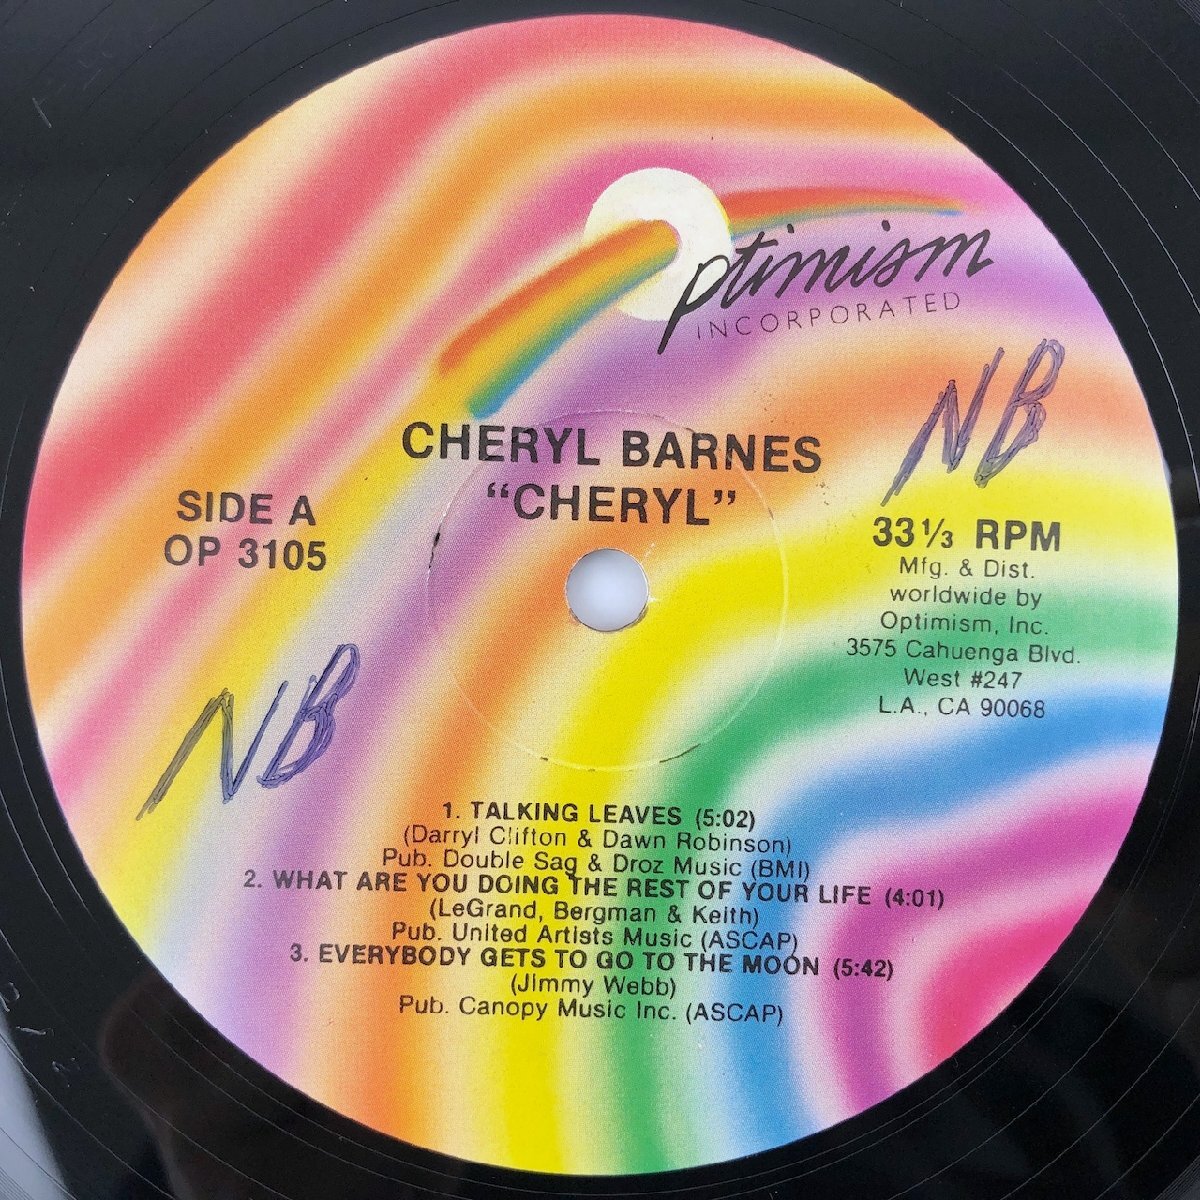 Optimism
INCORPORATED
NB
CHERYL BARNES
"CHERYL"
SIDE A
OP 3105
33 1/3 RPM
Mfg. & Dist.
worldwide by
Optimism, Inc.
3575 Cahuenga Blvd.
West #247
L.A., CA 90068
NB
1. TALKING LEAVES (5:02)
(Darryl Clifton & Dawn Robinson)
Pub. Double Sag & Droz Music (BMI)
2. WHAT ARE YOU DOING THE REST OF YOUR LIFE (4:01)
(LeGrand, Bergman & Keith)
Pub. United Artists Music (ASCAP)
3. EVERYBODY GETS TO GO TO THE MOON (5:42)
(Jimmy Webb)
Pub. Canopy Music Inc. (ASCAP)